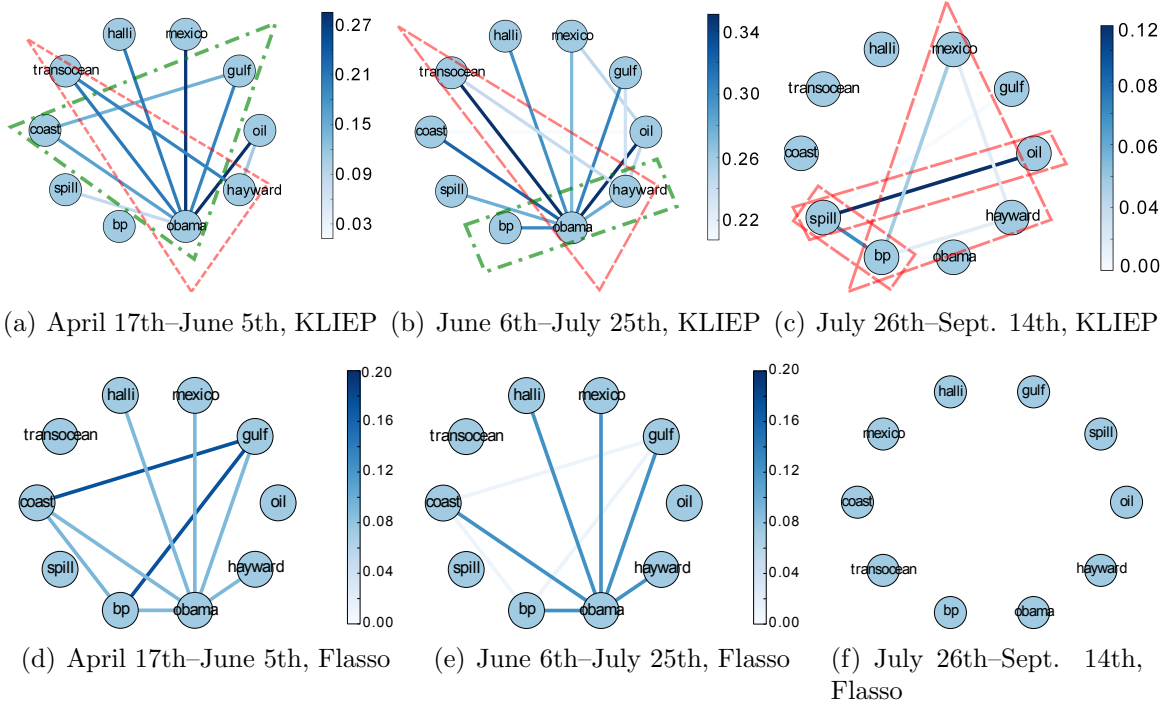 halli
mexico
transocean
gulf
coast
oil
spill
hayward
bp
obama
0.27
0.21
0.15
0.09
0.03
halli
mexico
transocean
gulf
coast
oil
spill
hayward
bp
obama
0.34
0.30
0.26
0.22
halli
mexico
transocean
gulf
coast
oil
spill
hayward
bp
obama
0.12
0.08
0.06
0.04
0.00
(a) April 17th–June 5th, KLIEP
(b) June 6th–July 25th, KLIEP
(c) July 26th–Sept. 14th, KLIEP
halli
mexico
transocean
gulf
coast
oil
spill
hayward
bp
obama
0.20
0.16
0.12
0.08
0.04
0.00
halli
mexico
transocean
gulf
coast
oil
spill
hayward
bp
obama
0.20
0.16
0.12
0.08
0.04
0.00
halli
gulf
mexico
spill
coast
oil
transocean
hayward
bp
obama
(d) April 17th–June 5th, Flasso
(e) June 6th–July 25th, Flasso
(f) July 26th–Sept. 14th,
Flasso